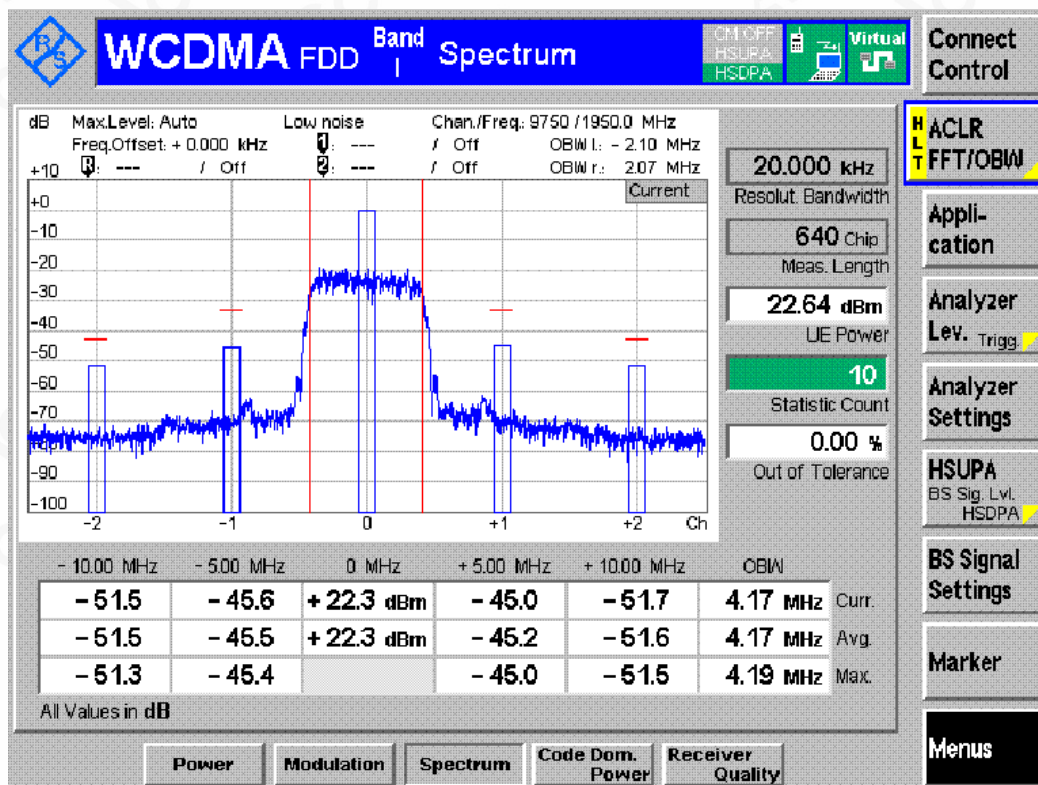 R S
WCDMA FDD Band I Spectrum
CM:OFF
HSUPA
HSDPA
Virtual
Connect Control
dB Max.Level: Auto Low noise Chan./Freq.: 9750 / 1950.0 MHz
Freq.Offset: + 0.000 kHz 1: --- / Off OBW l.: – 2.10 MHz
R: --- / Off 2: --- / Off OBW r.: 2.07 MHz
Current
+10
+0
–10
–20
–30
–40
–50
–60
–70
–90
–100
–2 –1 0 +1 +2 Ch
20.000 kHz
Resolut. Bandwidth
640 Chip
Meas. Length
22.64 dBm
UE Power
10
Statistic Count
0.00 %
Out of Tolerance
– 10.00 MHz – 5.00 MHz 0 MHz + 5.00 MHz + 10.00 MHz OBW
– 51.5 – 45.6 + 22.3 dBm – 45.0 – 51.7 4.17 MHz Curr.
– 51.5 – 45.5 + 22.3 dBm – 45.2 – 51.6 4.17 MHz Avg.
– 51.3 – 45.4 – 45.0 – 51.5 4.19 MHz Max.
All Values in dB
HLT
ACLR
FFT/OBW
Appli-
cation
Analyzer
Lev. Trigg.
Analyzer
Settings
HSUPA
BS Sig. Lvl.
HSDPA
BS Signal
Settings
Marker
Menus
Power
Modulation
Spectrum
Code Dom.
Power
Receiver
Quality